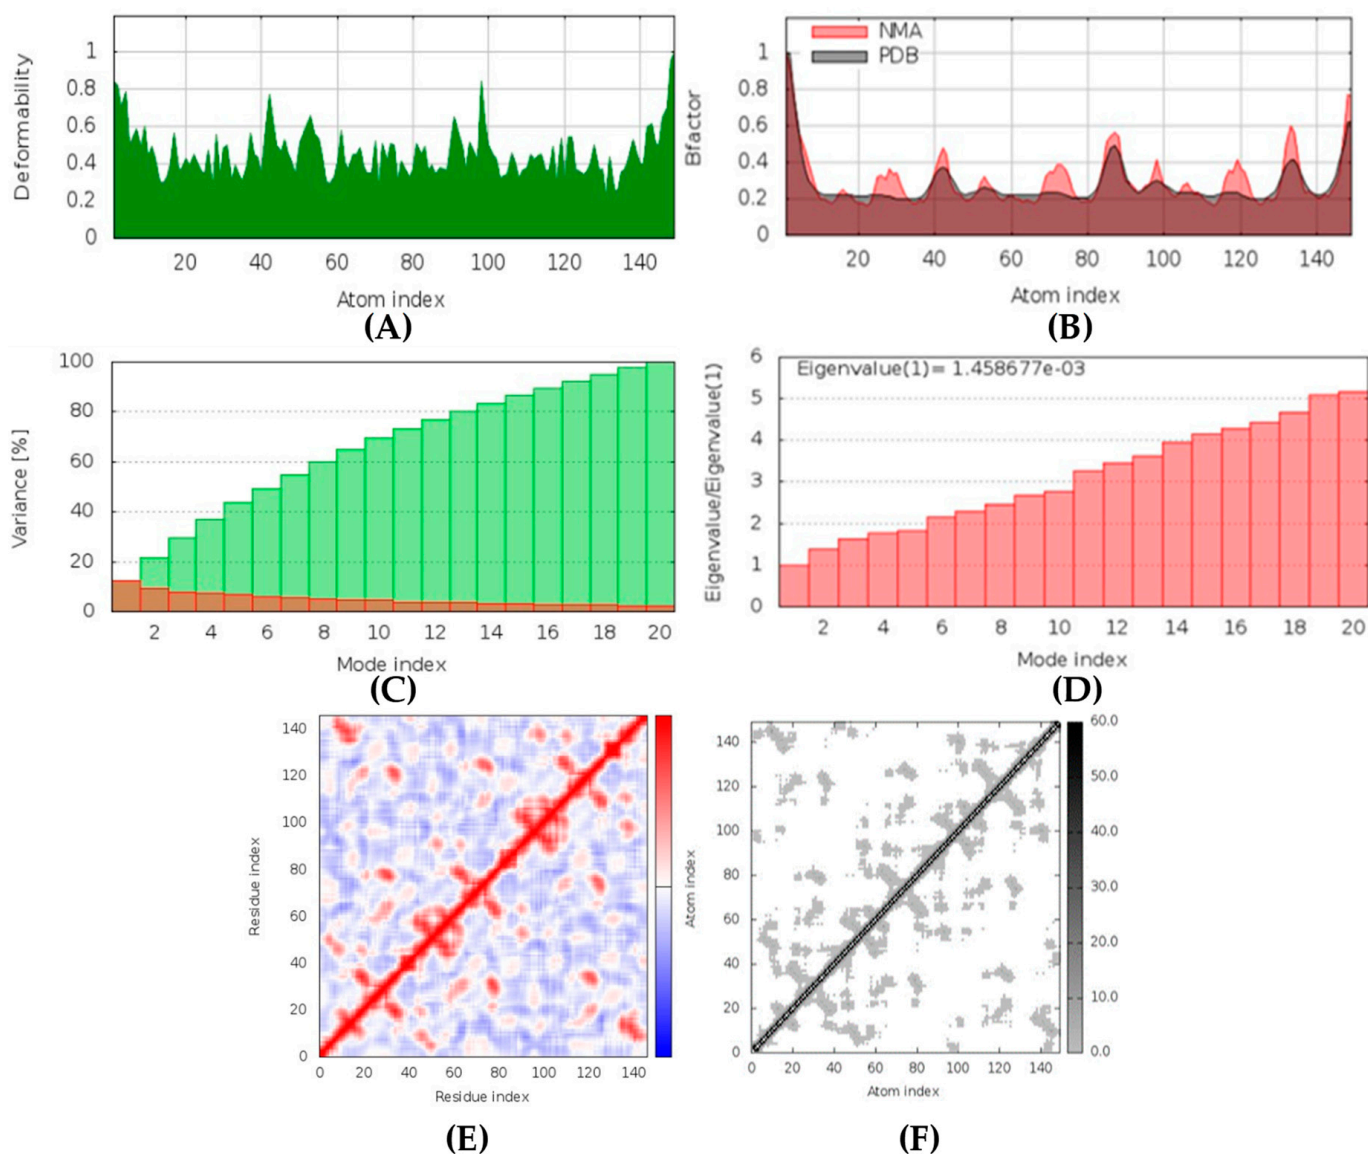 Deformability
1
0.8
0.6
0.4
0.2
0
20 40 60 80 100 120 140
Atom index
(A)
NMA
PDB
Bfactor
1
0.8
0.6
0.4
0.2
0
20 40 60 80 100 120 140
Atom index
(B)
Variance [%]
100
80
60
40
20
0
2 4 6 8 10 12 14 16 18 20
Mode index
(C)
Eigenvalue(1)= 1.458677e-03
Eigenvalue/Eigenvalue(1)
6
5
4
3
2
1
0
2 4 6 8 10 12 14 16 18 20
Mode index
(D)
Residue index
140
120
100
80
60
40
20
0
0 20 40 60 80 100 120 140
Residue index
(E)
Atom index
140
120
100
80
60
40
20
0
0 20 40 60 80 100 120 140
Atom index
60.0
50.0
40.0
30.0
20.0
10.0
0.0
(F)